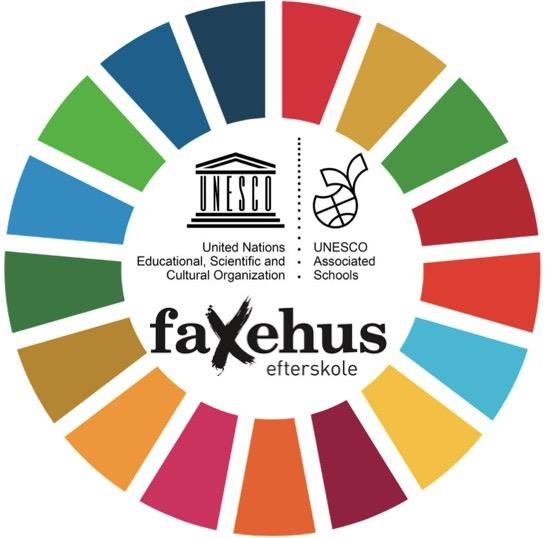 UNESCO
United Nations
Educational, Scientific and
Cultural Organization
UNESCO
Associated
Schools
faxehus
efterskole